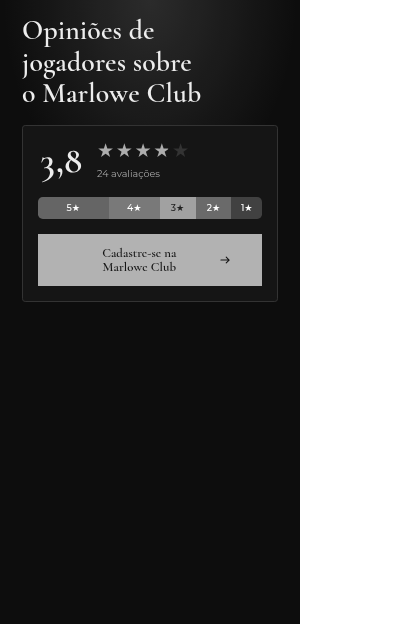 Opiniões de
jogadores sobre
o Marlowe Club
3,8
★★★★★
24 avaliações
5★ 4★ 3★ 2★ 1★
Cadastre-se na
Marlowe Club →